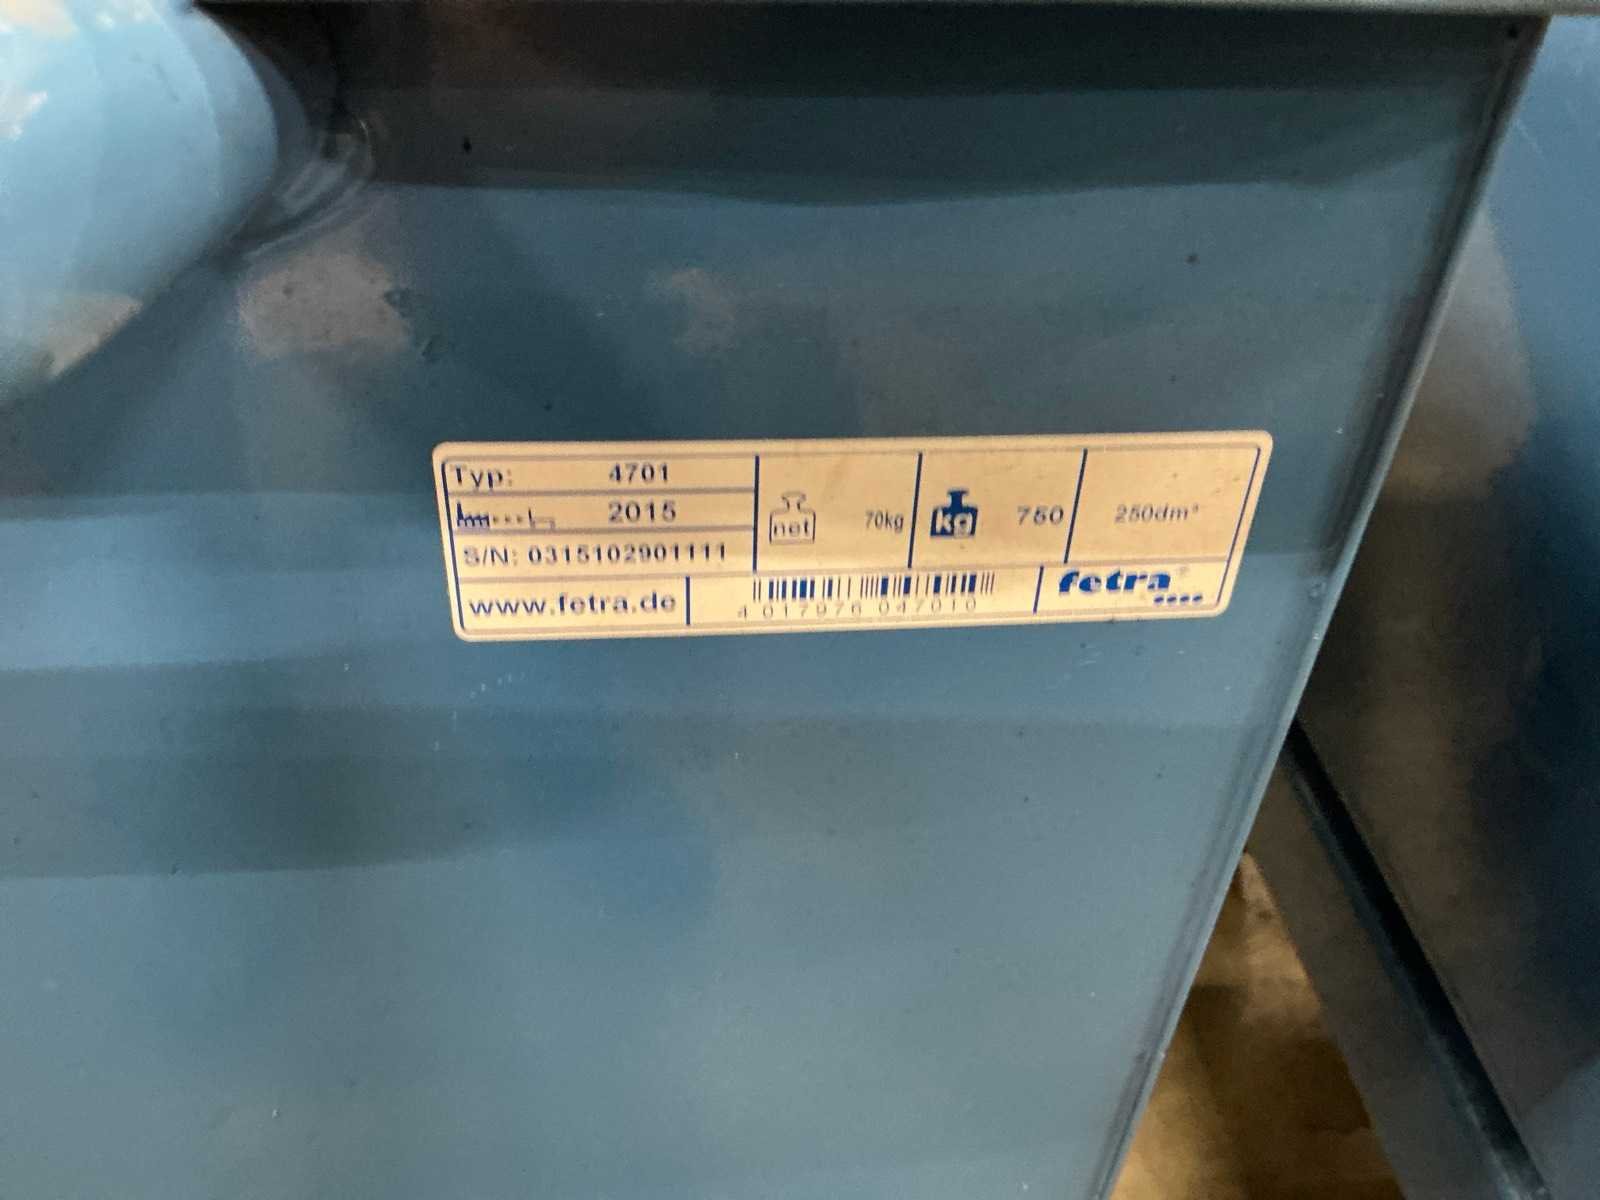 Typ: 4701
2015
S/N: 0315102901111
net 70kg
kg 750
250dm³
www.fetra.de
4 017976 047010
fetra®